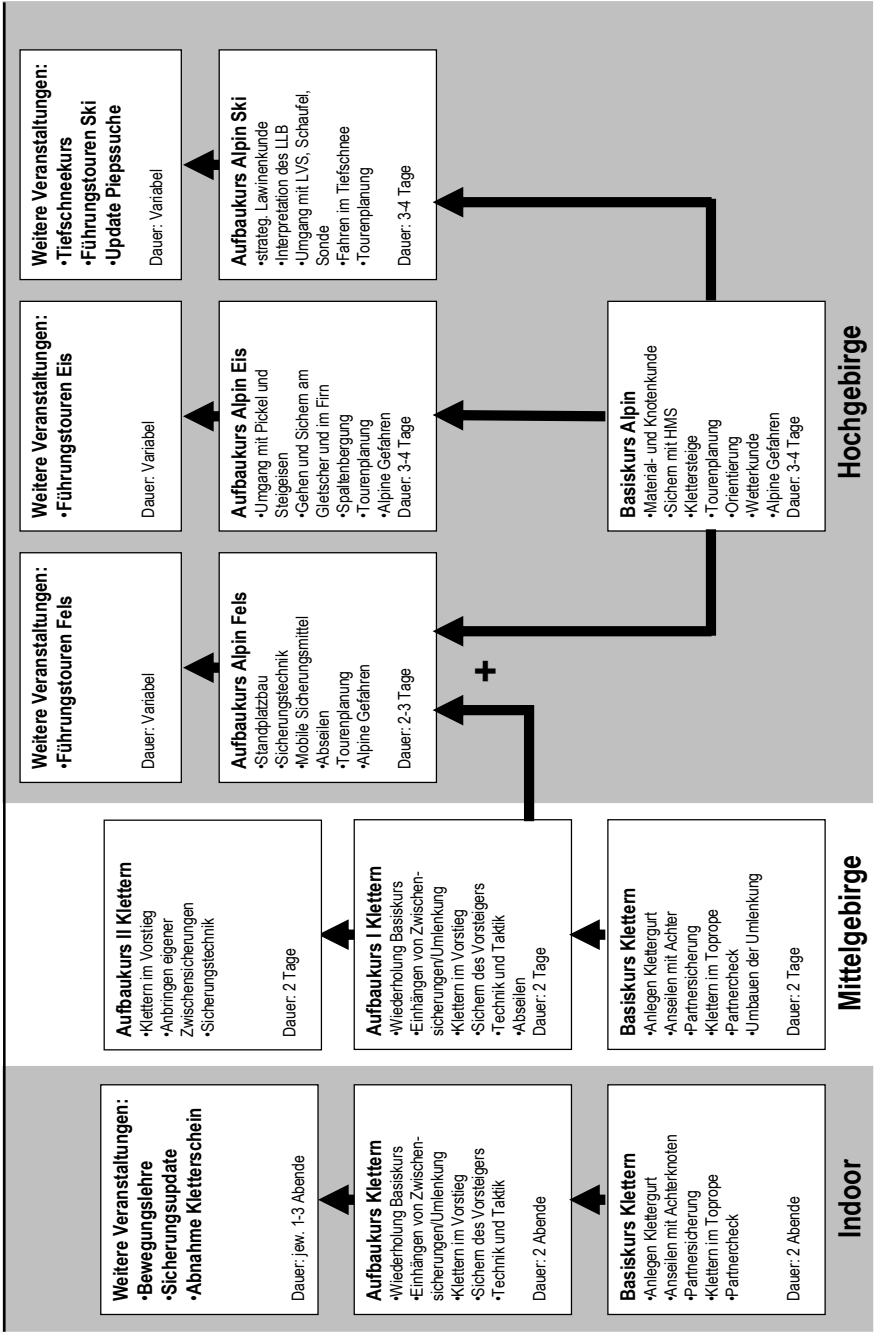 Weitere Veranstaltungen:
•Bewegungslehre
•Sicherungsupdate
•Abnahme Kletterschein
Dauer: jew. 1-3 Abende
Aufbaukurs Klettern
•Wiederholung Basiskurs
•Einhängen von Zwischen-
sicherungen/Umlenkung
•Klettern im Vorstieg
•Sichern des Vorsteigers
•Technik und Taktik
Dauer: 2 Abende
Basiskurs Klettern
•Anlegen Klettergurt
•Anseilen mit Achterknoten
•Partnersicherung
•Klettern im Toprope
•Partnercheck
Dauer: 2 Abende
Indoor
Aufbaukurs II Klettern
•Klettern im Vorstieg
•Anbringen eigener
Zwischensicherungen
•Sicherungstechnik
Dauer: 2 Tage
Aufbaukurs I Klettern
•Wiederholung Basiskurs
•Einhängen von Zwischen-
sicherungen/Umlenkung
•Klettern im Vorstieg
•Sichern des Vorsteigers
•Technik und Taktik
•Abseilen
Dauer: 2 Tage
Basiskurs Klettern
•Anlegen Klettergurt
•Anseilen mit Achter
•Partnersicherung
•Klettern im Toprope
•Partnercheck
•Umbauen der Umlenkung
Dauer: 2 Tage
Mittelgebirge
Weitere Veranstaltungen:
•Führungstouren Fels
Dauer: Variabel
Aufbaukurs Alpin Fels
•Standplatzbau
•Sicherungstechnik
•Mobile Sicherungsmittel
•Abseilen
•Tourenplanung
•Alpine Gefahren
Dauer: 2-3 Tage
+
Weitere Veranstaltungen:
•Führungstouren Eis
Dauer: Variabel
Aufbaukurs Alpin Eis
•Umgang mit Pickel und
Steigeisen
•Gehen und Sichern am
Gletscher und im Firn
•Spaltenbergung
•Tourenplanung
•Alpine Gefahren
Dauer: 3-4 Tage
Basiskurs Alpin
•Material- und Knotenkunde
•Sichern mit HMS
•Klettersteige
•Tourenplanung
•Orientierung
•Wetterkunde
•Alpine Gefahren
Dauer: 3-4 Tage
Weitere Veranstaltungen:
•Tiefschneekurs
•Führungstouren Ski
•Update Piepssuche
Dauer: Variabel
Aufbaukurs Alpin Ski
•strateg. Lawinenkunde
•Interpretation des LLB
•Umgang mit LVS, Schaufel,
Sonde
•Fahren im Tiefschnee
•Tourenplanung
Dauer: 3-4 Tage
Hochgebirge